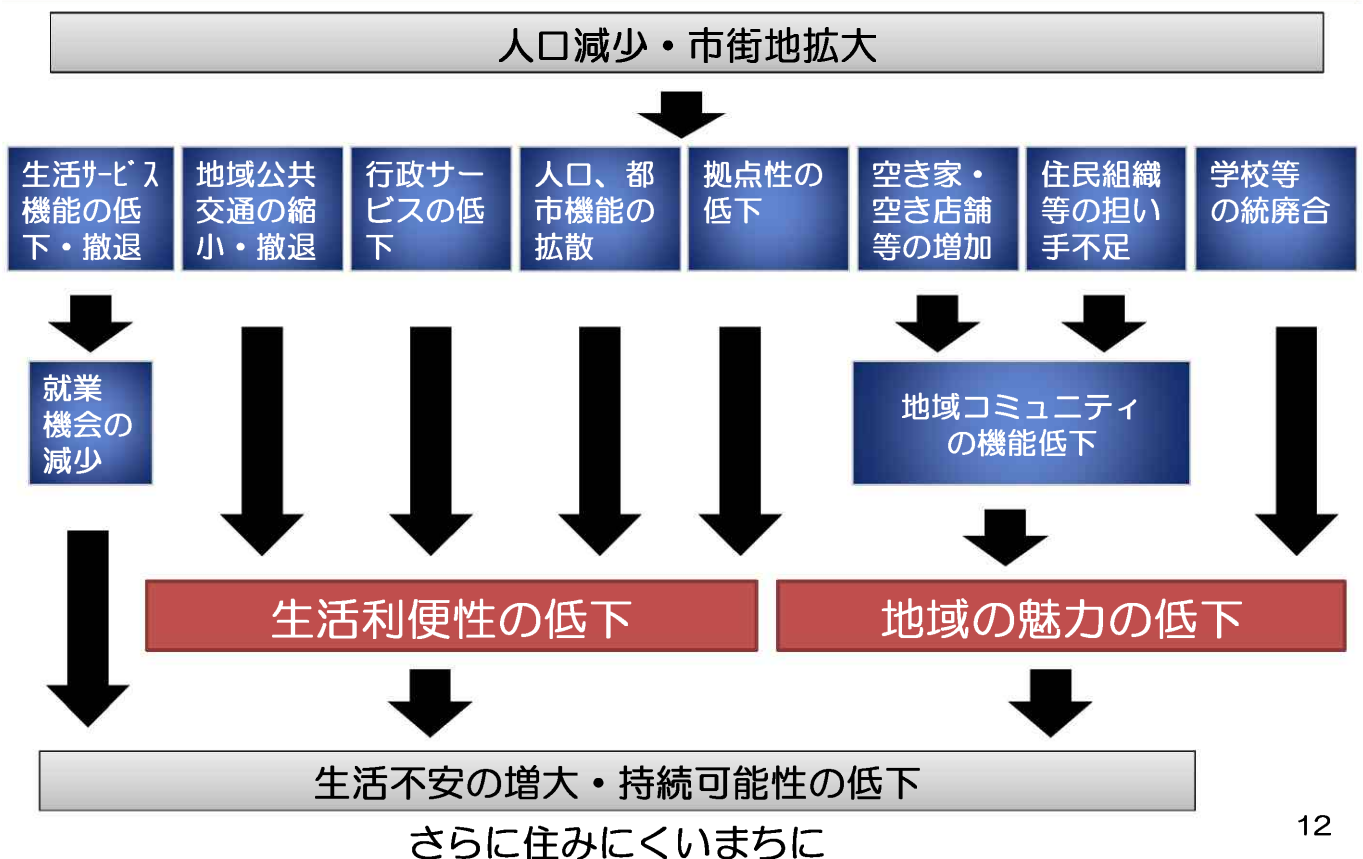 人口減少・市街地拡大
生活ｻｰﾋﾞｽ
機能の低
下・撤退
地域公共
交通の縮
小・撤退
行政サー
ビスの低
下
人口、都
市機能の
拡散
拠点性の
低下
空き家・
空き店舗
等の増加
住民組織
等の担い
手不足
学校等
の統廃合
就業
機会の
減少
地域コミュニティ
の機能低下
生活利便性の低下
地域の魅力の低下
生活不安の増大・持続可能性の低下
さらに住みにくいまちに
12